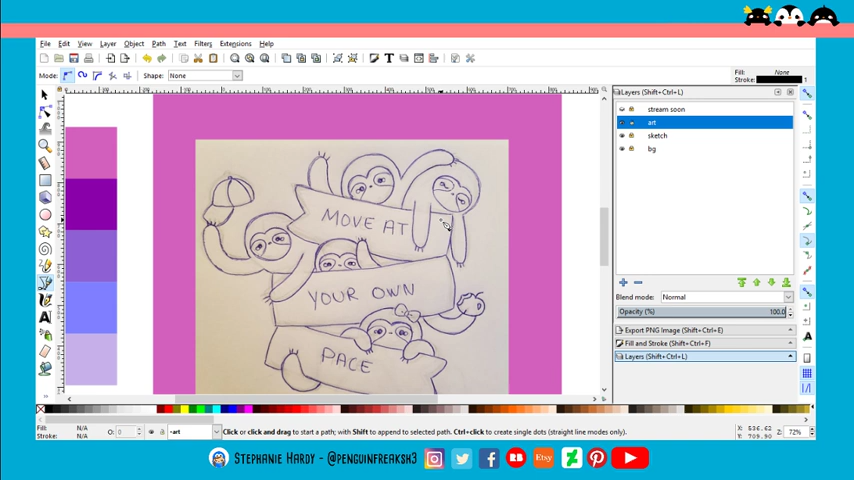 File Edit View Layer Object Path Text Filters Extensions Help
Fill: None
Stroke: 1
Mode: Shape: None
Layers (Shift+Ctrl+L)
stream soon
art
sketch
bg
MOVE AT
YOUR OWN
PACE
Blend mode: Normal
Opacity (%) 100.0
Export PNG Image (Shift+Ctrl+E)
Fill and Stroke (Shift+Ctrl+F)
Layers (Shift+Ctrl+L)
Fill: N/A
Stroke: N/A
O: 0
art
Click or click and drag to start a path; with Shift to append to selected path. Ctrl+click to create single dots (straight line modes only).
X: 536.62
Y: 709.90
Z: 72%
Stephanie Hardy - @penguinfreaksh3
Etsy